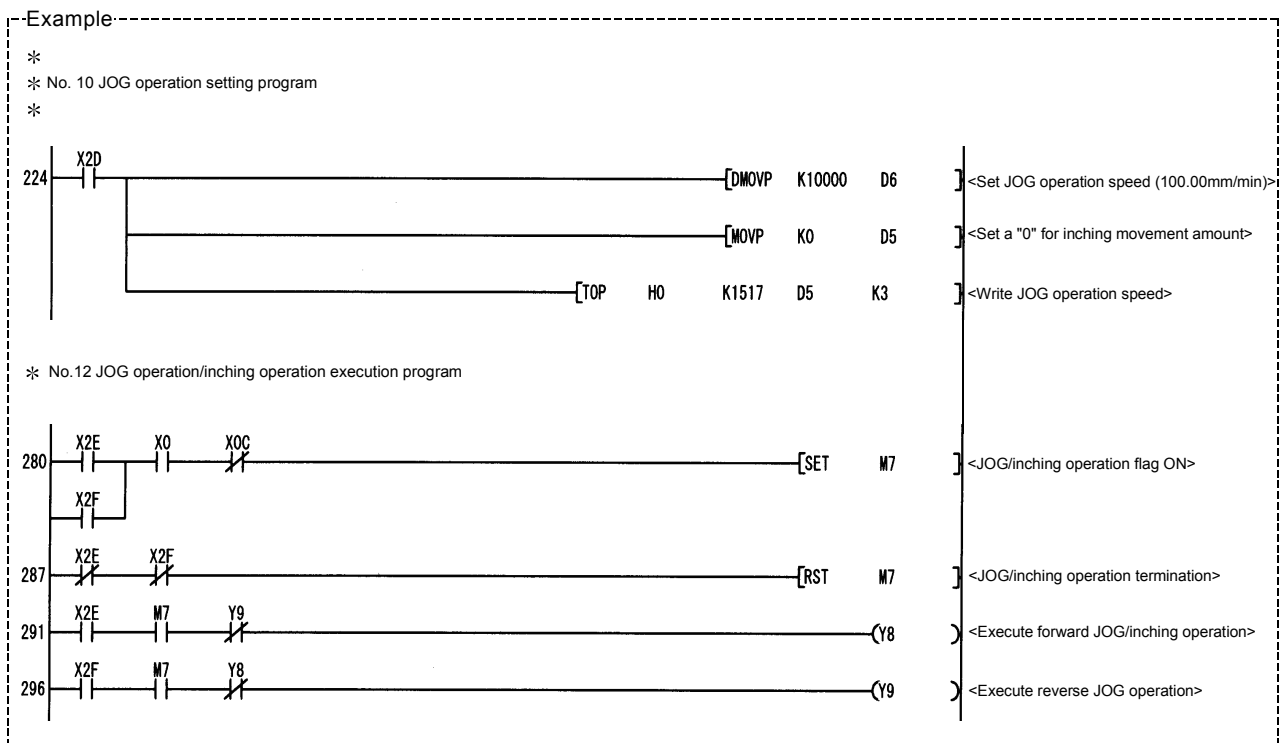 Example
*
* No. 10 JOG operation setting program
*
X2D
224 [DMOVP K10000 D6 ] <Set JOG operation speed (100.00mm/min)>
[MOVP K0 D5 ] <Set a "0" for inching movement amount>
[TOP H0 K1517 D5 K3 ] <Write JOG operation speed>
* No.12 JOG operation/inching operation execution program
X2E X0 X0C
280 [SET M7 ] <JOG/inching operation flag ON>
X2F
X2E X2F
287 [RST M7 ] <JOG/inching operation termination>
X2E M7 Y9
291 (Y8 ) <Execute forward JOG/inching operation>
X2F M7 Y8
296 (Y9 ) <Execute reverse JOG operation>